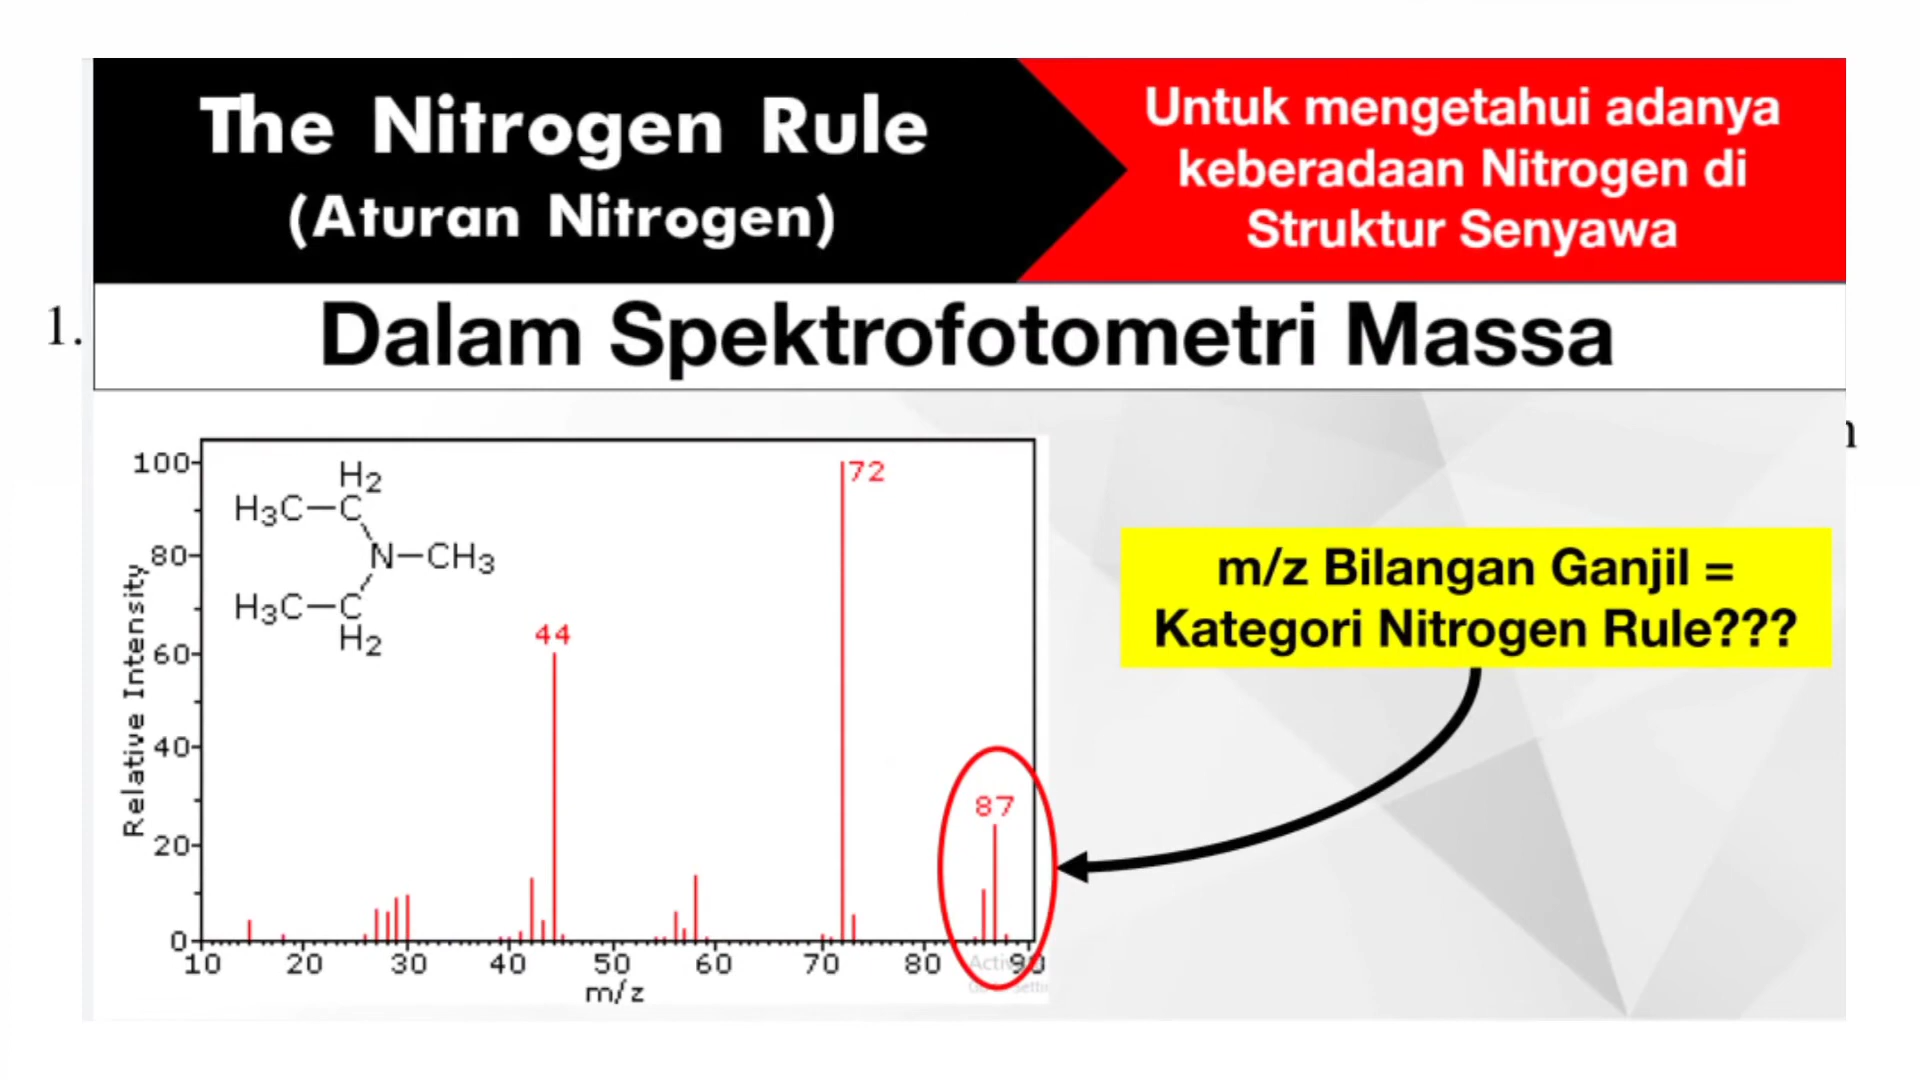 The Nitrogen Rule
(Aturan Nitrogen)
Untuk mengetahui adanya
keberadaan Nitrogen di
Struktur Senyawa
1.
Dalam Spektrofotometri Massa
100
80
60
40
20
0
Relative Intensity
H2
H3C-C
N-CH3
H3C-C
H2
44
72
87
10 20 30 40 50 60 70 80 90
m/z
m/z Bilangan Ganjil =
Kategori Nitrogen Rule???